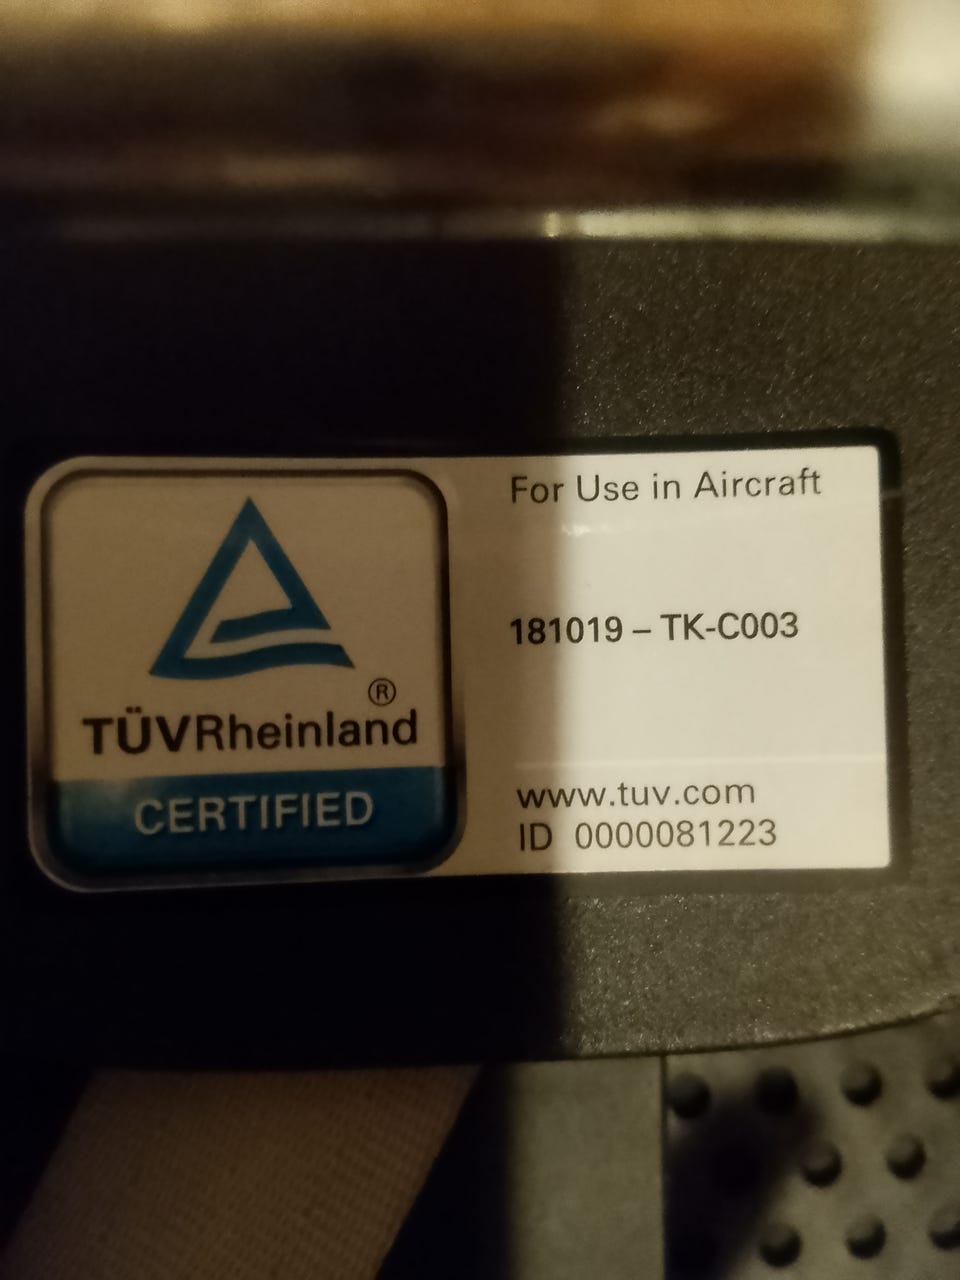 ®
TÜVRheinland
CERTIFIED
For Use in Aircraft
181019 – TK-C003
www.tuv.com
ID 0000081223